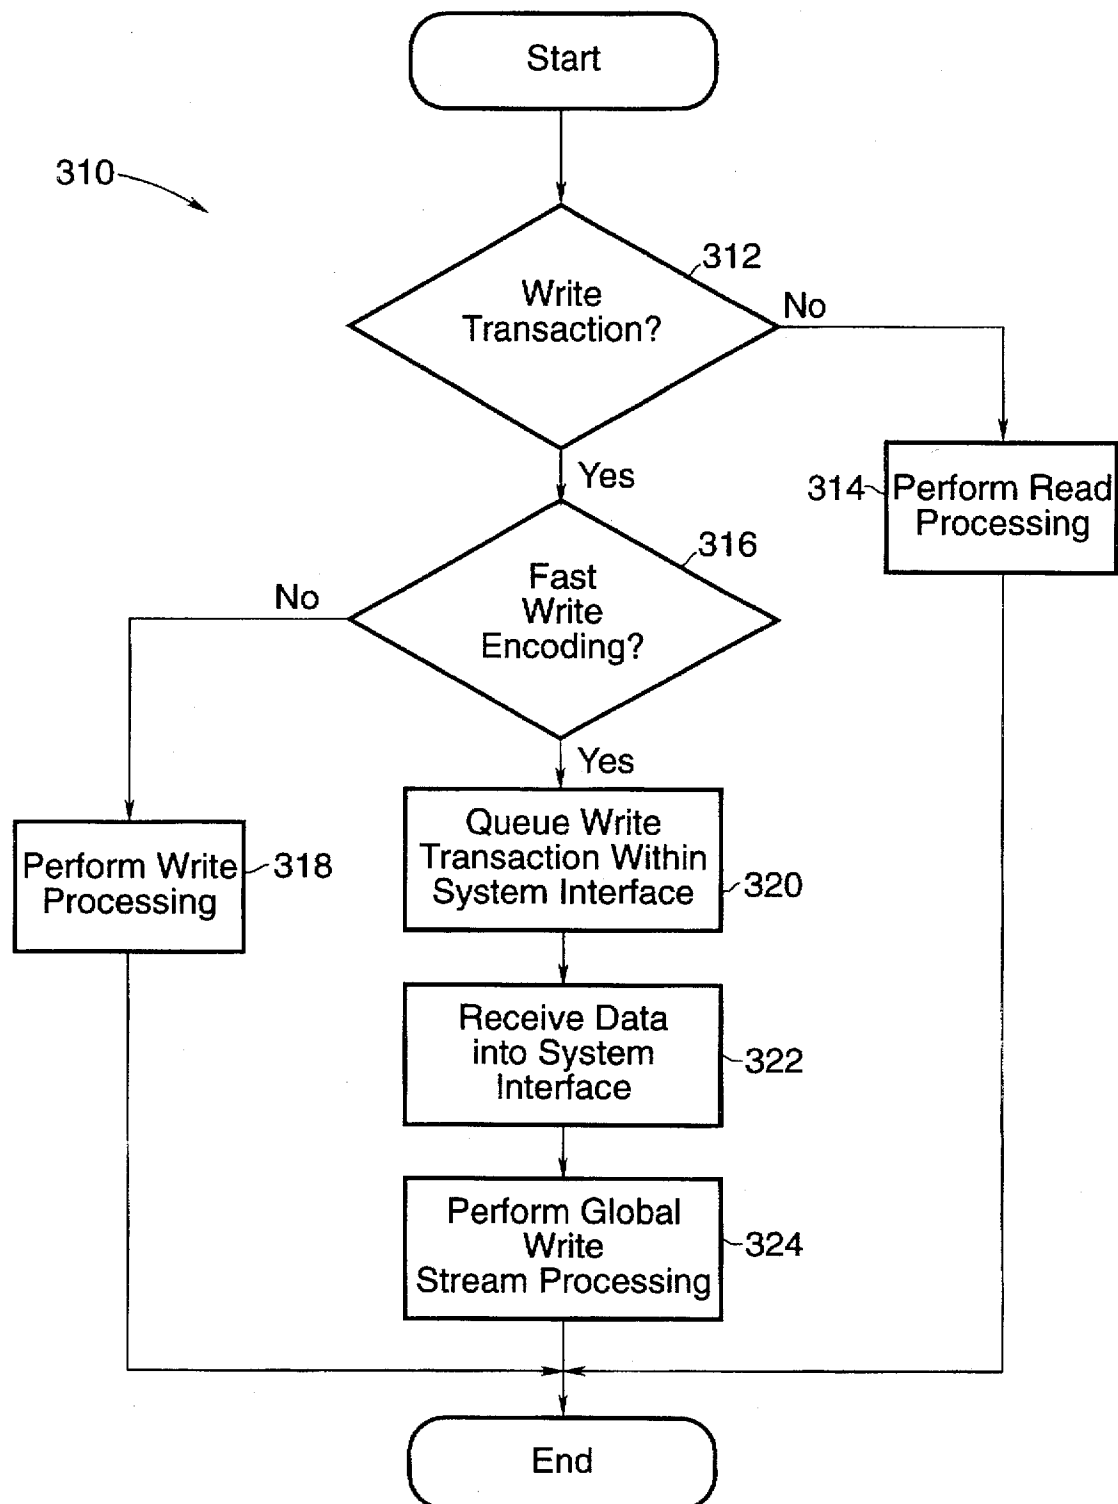 Start
310
312
Write
Transaction?
No
Yes
314
Perform Read
Processing
316
Fast
Write
Encoding?
No
Yes
Perform Write
Processing
318
Queue Write
Transaction Within
System Interface
320
Receive Data
into System
Interface
322
Perform Global
Write
Stream Processing
324
End